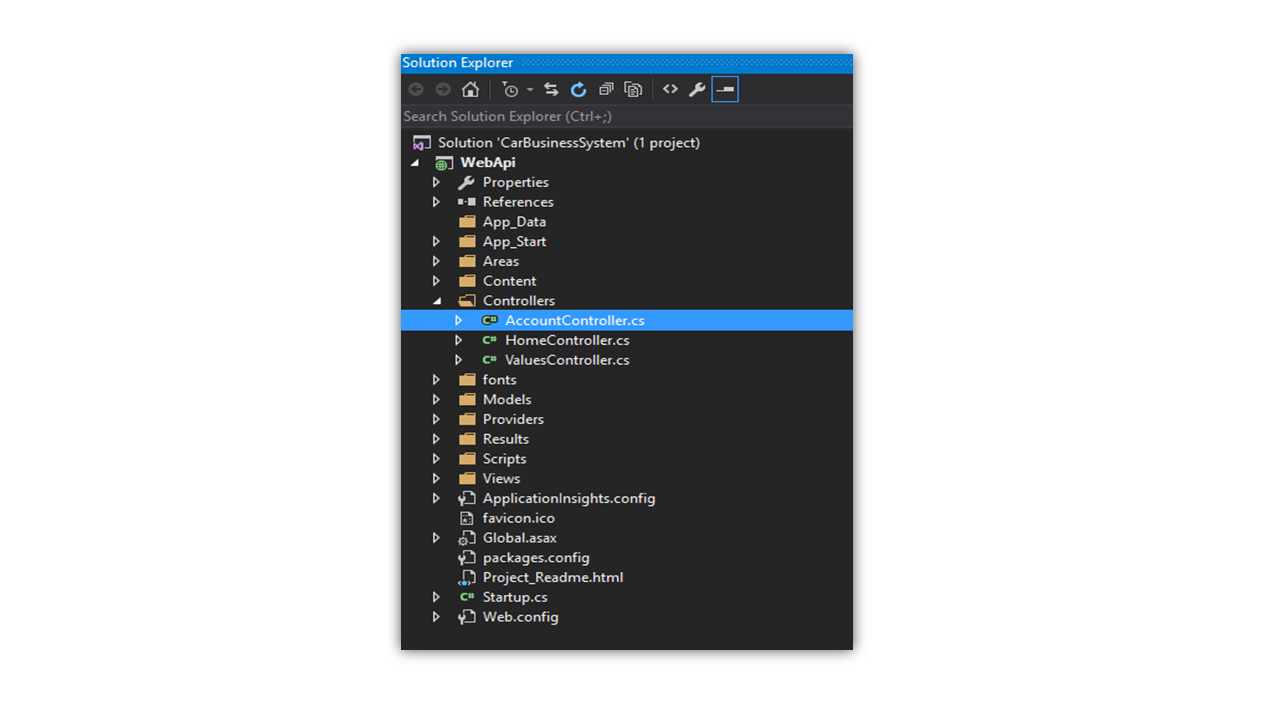 Solution Explorer
Search Solution Explorer (Ctrl+;)
Solution 'CarBusinessSystem' (1 project)
WebApi
Properties
References
App_Data
App_Start
Areas
Content
Controllers
C# AccountController.cs
C# HomeController.cs
C# ValuesController.cs
fonts
Models
Providers
Results
Scripts
Views
ApplicationInsights.config
favicon.ico
Global.asax
packages.config
Project_Readme.html
C# Startup.cs
Web.config